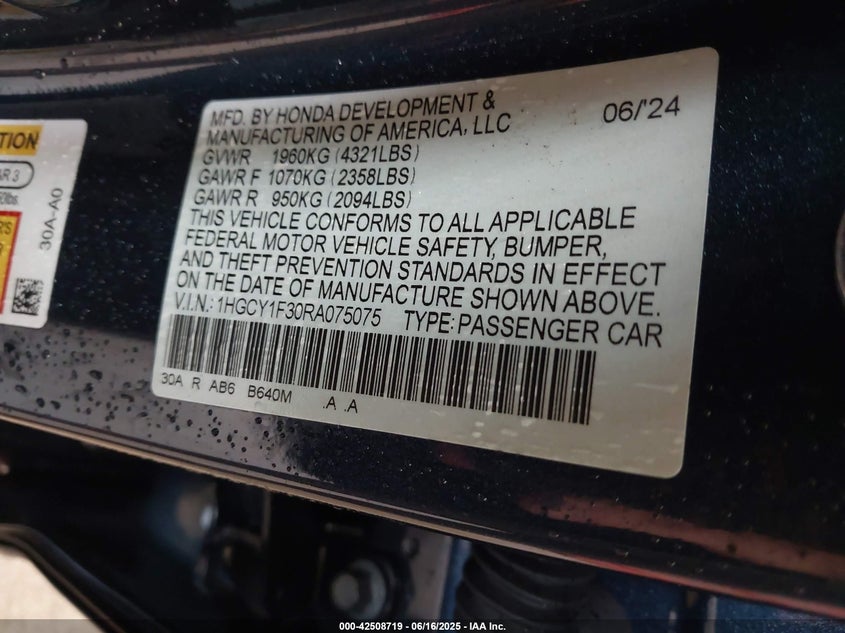 TION
AR 3
30A-A0
MFD. BY HONDA DEVELOPMENT & 06/'24
MANUFACTURING OF AMERICA, LLC
GVWR 1960KG (4321LBS)
GAWR F 1070KG (2358LBS)
GAWR R 950KG (2094LBS)
THIS VEHICLE CONFORMS TO ALL APPLICABLE
FEDERAL MOTOR VEHICLE SAFETY, BUMPER,
AND THEFT PREVENTION STANDARDS IN EFFECT
ON THE DATE OF MANUFACTURE SHOWN ABOVE.
V.I.N.: 1HGCY1F30RA075075 TYPE: PASSENGER CAR
30A R AB6 B640M .A .A
000-42508719 - 06/16/2025 - IAA Inc.